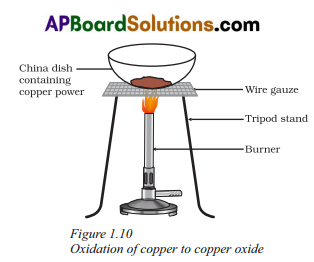 APBoardSolutions.com
China dish
containing
copper power
Wire gauze
Tripod stand
Burner
Figure 1.10
Oxidation of copper to copper oxide